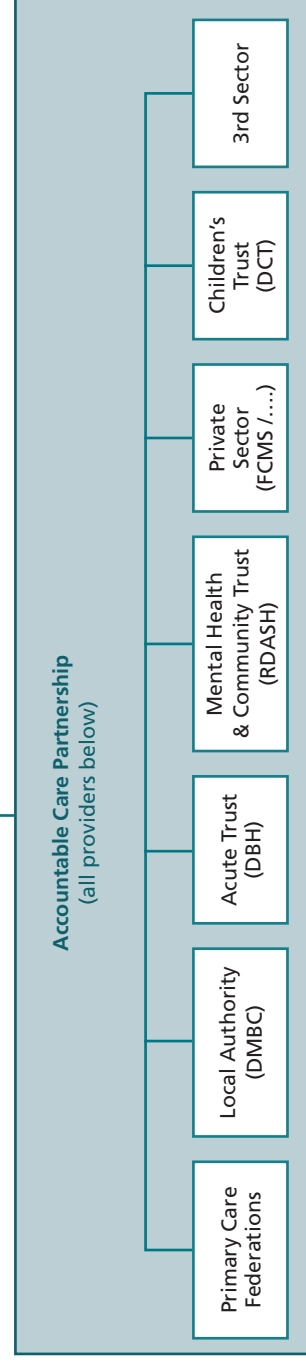 Accountable Care Partnership
(all providers below)
Primary Care
Federations
Local Authority
(DMBC)
Acute Trust
(DBH)
Mental Health
& Community Trust
(RDASH)
Private
Sector
(FCMS /....)
Children’s
Trust
(DCT)
3rd Sector